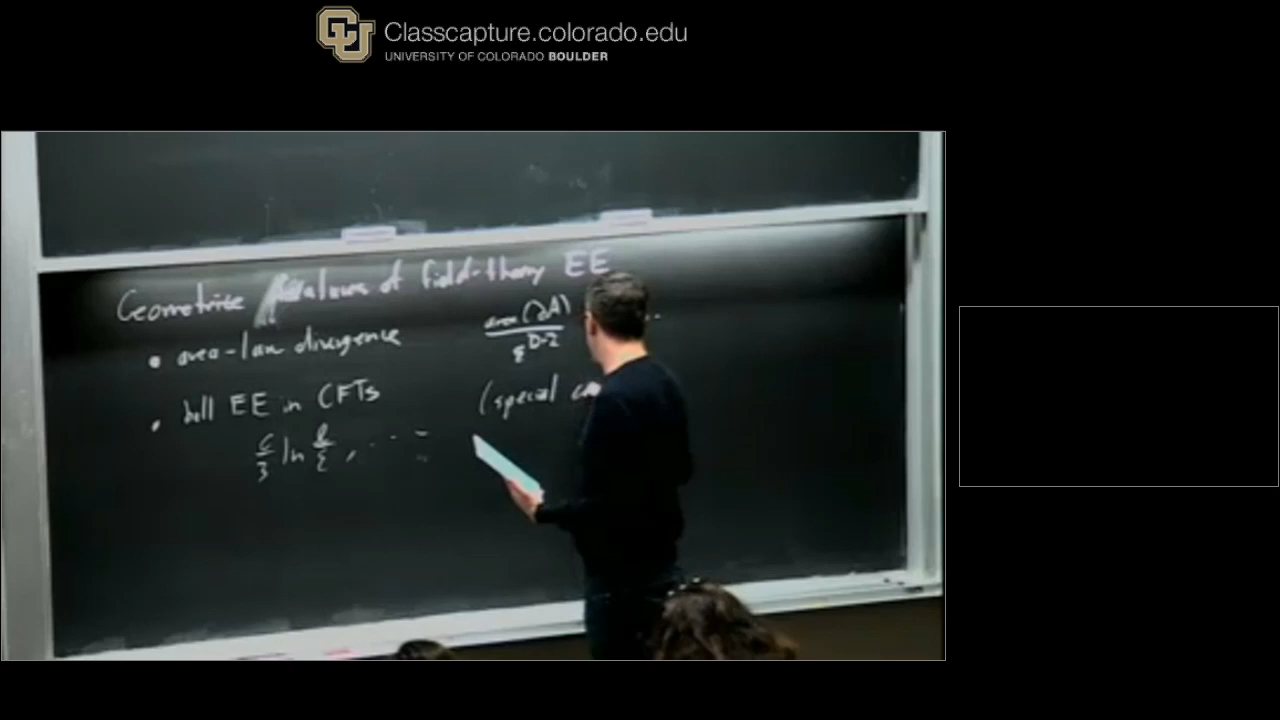 Classcapture.colorado.edu
UNIVERSITY OF COLORADO BOULDER
Geometrise features of field-theory EE
• area-law divergence area(∂A) / ε^{D-2} ...
• ball EE in CFTs (special
c/3 ln R/ε , ...